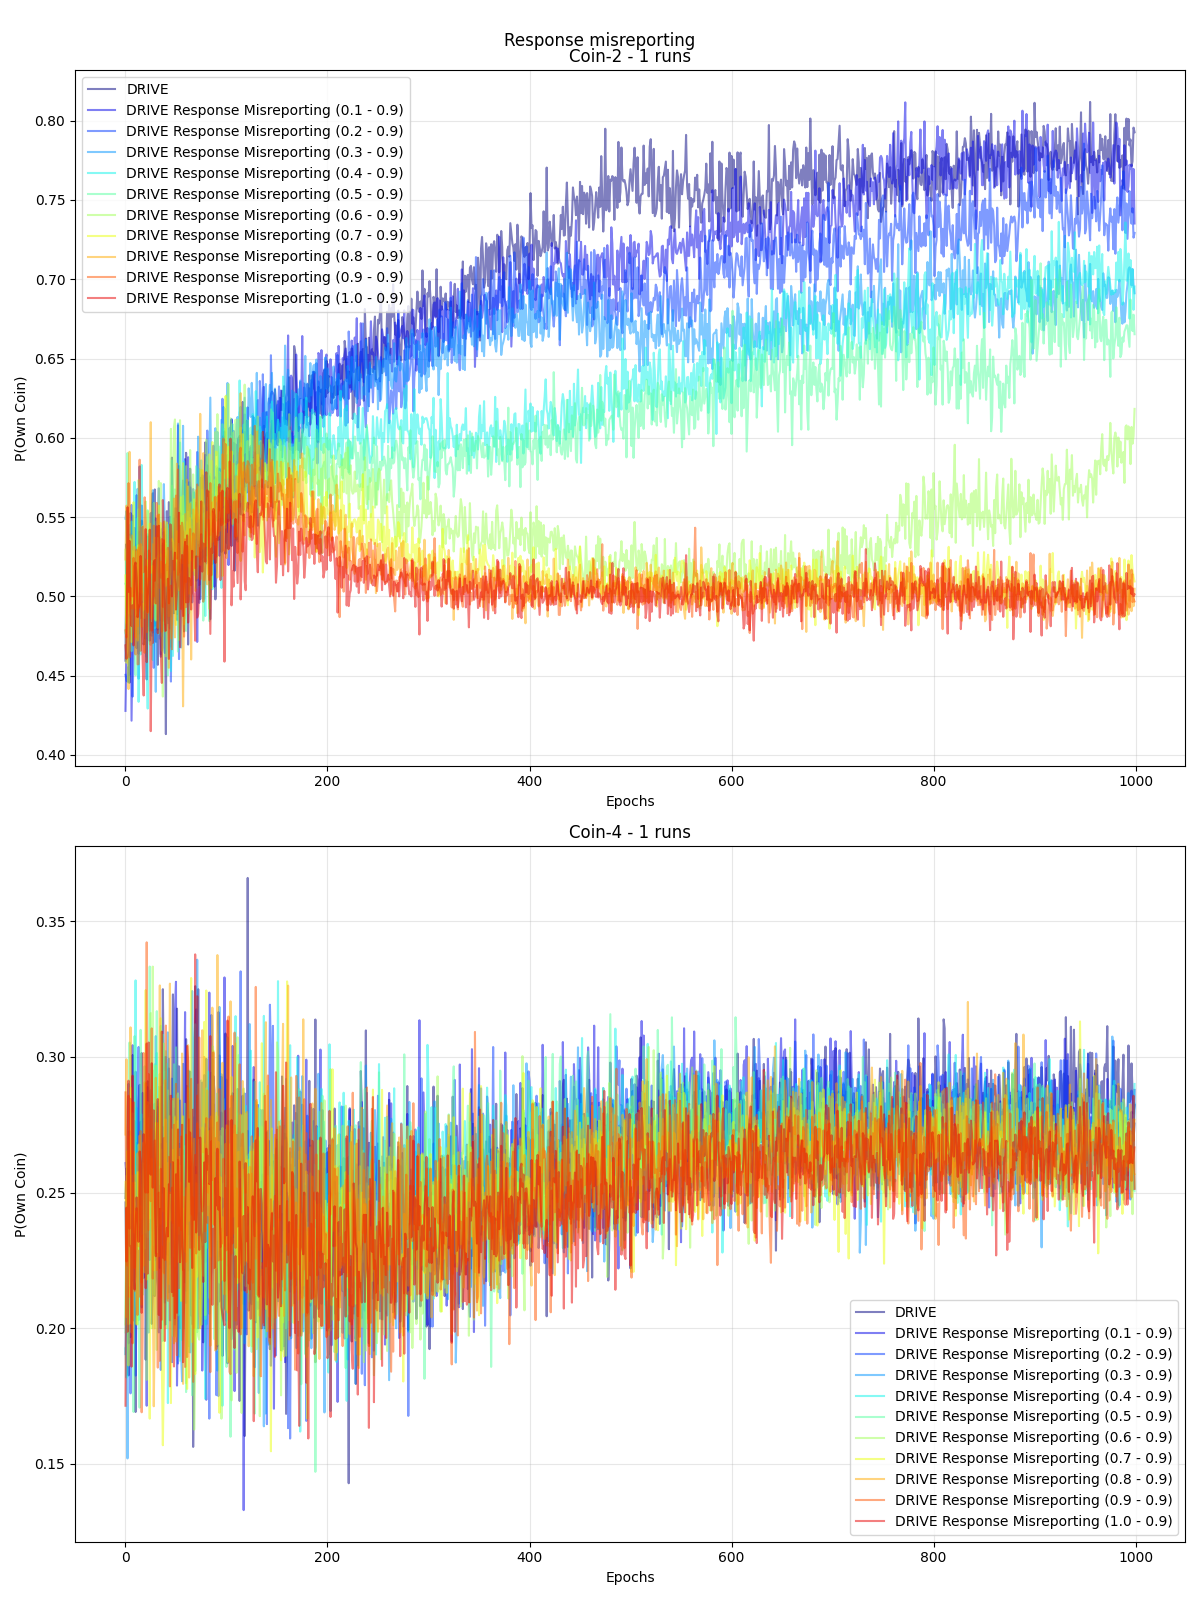 Response misreporting
Coin-2 - 1 runs
DRIVE
DRIVE Response Misreporting (0.1 - 0.9)
DRIVE Response Misreporting (0.2 - 0.9)
DRIVE Response Misreporting (0.3 - 0.9)
DRIVE Response Misreporting (0.4 - 0.9)
DRIVE Response Misreporting (0.5 - 0.9)
DRIVE Response Misreporting (0.6 - 0.9)
DRIVE Response Misreporting (0.7 - 0.9)
DRIVE Response Misreporting (0.8 - 0.9)
DRIVE Response Misreporting (0.9 - 0.9)
DRIVE Response Misreporting (1.0 - 0.9)
0.80
0.75
0.70
0.65
0.60
0.55
0.50
0.45
0.40
P(Own Coin)
0 200 400 600 800 1000
Epochs
Coin-4 - 1 runs
0.35
0.30
0.25
0.20
0.15
P(Own Coin)
DRIVE
DRIVE Response Misreporting (0.1 - 0.9)
DRIVE Response Misreporting (0.2 - 0.9)
DRIVE Response Misreporting (0.3 - 0.9)
DRIVE Response Misreporting (0.4 - 0.9)
DRIVE Response Misreporting (0.5 - 0.9)
DRIVE Response Misreporting (0.6 - 0.9)
DRIVE Response Misreporting (0.7 - 0.9)
DRIVE Response Misreporting (0.8 - 0.9)
DRIVE Response Misreporting (0.9 - 0.9)
DRIVE Response Misreporting (1.0 - 0.9)
0 200 400 600 800 1000
Epochs